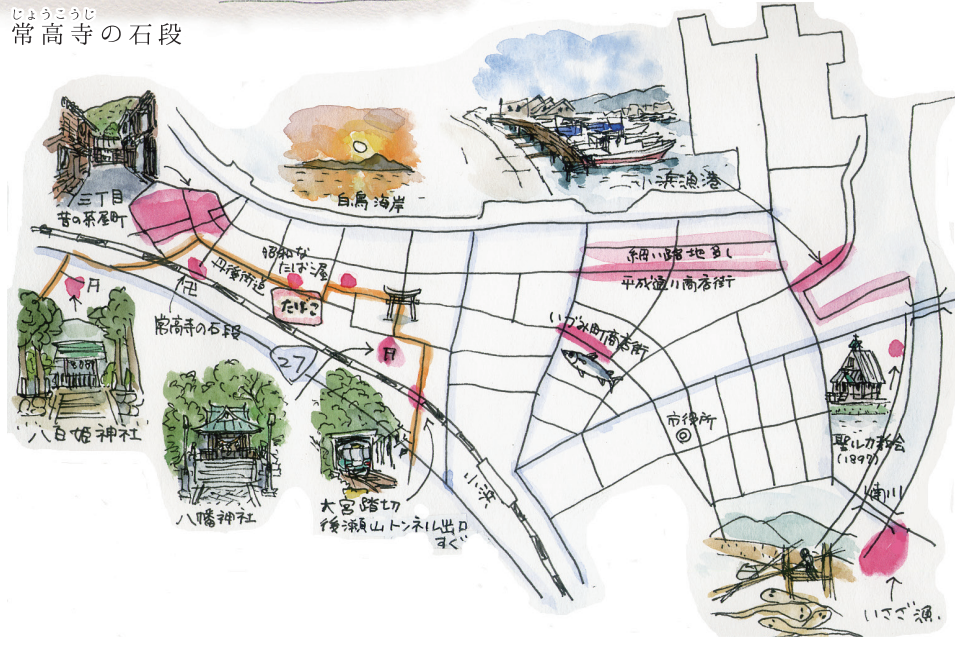 じょうこうじ
常高寺の石段
三丁目
昔の茶屋町
白鳥海岸
小浜漁港
昭和な
たばこ屋
丹後街道
たばこ
卍
常高寺の石段
27
細い路地多し
平成通り商店街
いづみ町商店街
市役所
聖ルカ教会
(1897)
南川
いさざ漁
八百姫神社
八幡神社
大宮踏切
後瀬山トンネル出口
すぐ
小浜